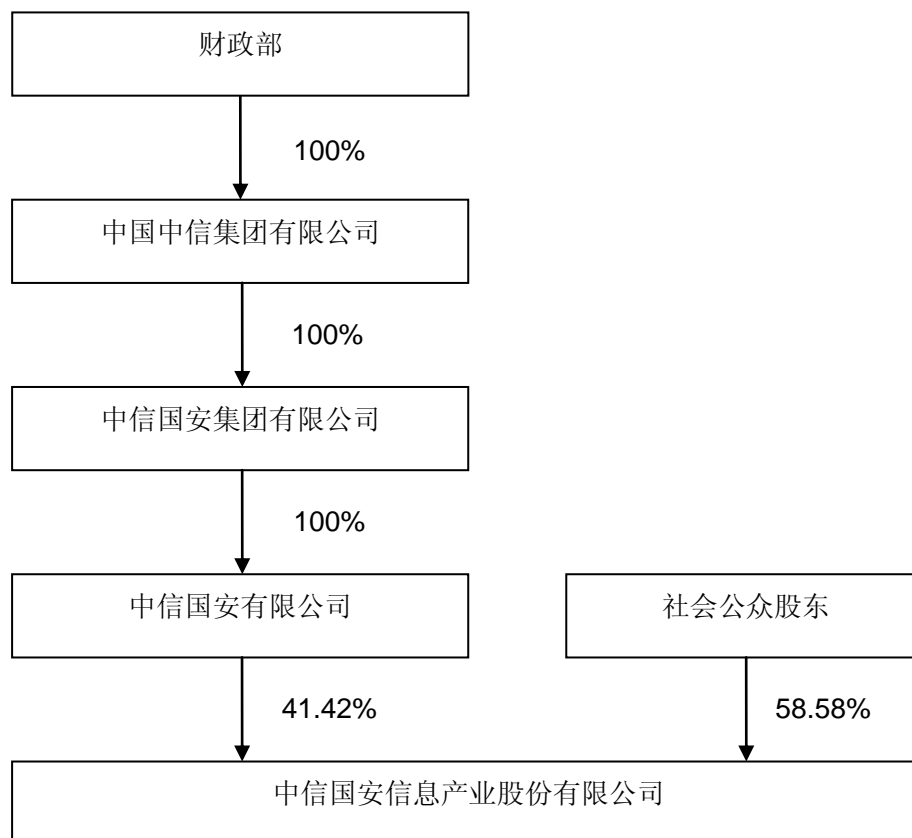 财政部
100%
中国中信集团有限公司
100%
中信国安集团有限公司
100%
中信国安有限公司
社会公众股东
41.42%
58.58%
中信国安信息产业股份有限公司